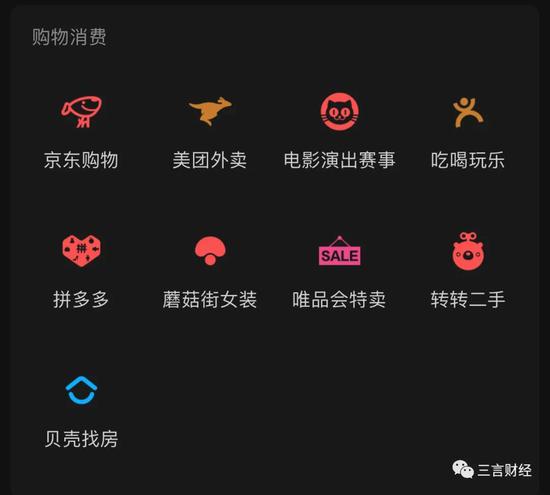 购物消费
京东购物
美团外卖
电影演出赛事
吃喝玩乐
拼
SALE
拼多多
蘑菇街女装
唯品会特卖
转转二手
贝壳找房
三言财经